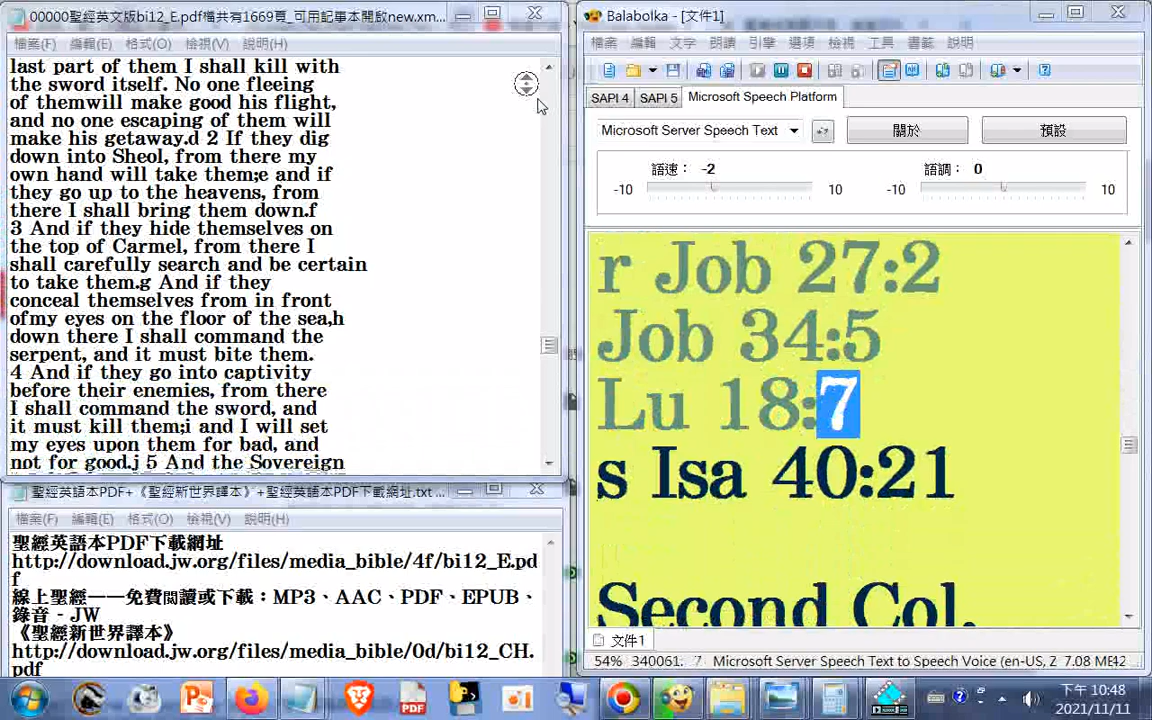 00000聖經英文版bi12_E.pdf檔共有1669頁_可用記事本開啟new.xm...
檔案(F) 編輯(E) 格式(O) 檢視(V) 說明(H)
last part of them I shall kill with
the sword itself. No one fleeing
of themwill make good his flight,
and no one escaping of them will
make his getaway.d 2 If they dig
down into Sheol, from there my
own hand will take them;e and if
they go up to the heavens, from
there I shall bring them down.f
3 And if they hide themselves on
the top of Carmel, from there I
shall carefully search and be certain
to take them.g And if they
conceal themselves from in front
ofmy eyes on the floor of the sea,h
down there I shall command the
serpent, and it must bite them.
4 And if they go into captivity
before their enemies, from there
I shall command the sword, and
it must kill them;i and I will set
my eyes upon them for bad, and
not for good.j 5 And the Sovereign
聖經英語本PDF+《聖經新世界譯本》+聖經英語本PDF下載網址.txt ...
檔案(F) 編輯(E) 格式(O) 檢視(V) 說明(H)
聖經英語本PDF下載網址
http://download.jw.org/files/media_bible/4f/bi12_E.pd
f
線上聖經——免費閱讀或下載：MP3、AAC、PDF、EPUB、
錄音 - JW
《聖經新世界譯本》
http://download.jw.org/files/media_bible/0d/bi12_CH.
pdf
Balabolka - [文件1]
檔案 編輯 文字 朗讀 引擎 選項 檢視 工具 書籤 說明
SAPI 4 SAPI 5 Microsoft Speech Platform
Microsoft Server Speech Text 關於 預設
語速： -2 語調： 0
-10 10 -10 10
r Job 27:2
Job 34:5
Lu 18:7
s Isa 40:21
Second Col.
文件1
54% 340061: 7 Microsoft Server Speech Text to Speech Voice (en-US, Z 7.08 ME42
下午 10:48
2021/11/11